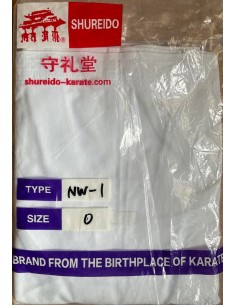 SHUREIDO
守礼堂
shureido-karate.com
TYPE NW-1
SIZE 0
BRAND FROM THE BIRTHPLACE OF KARATE